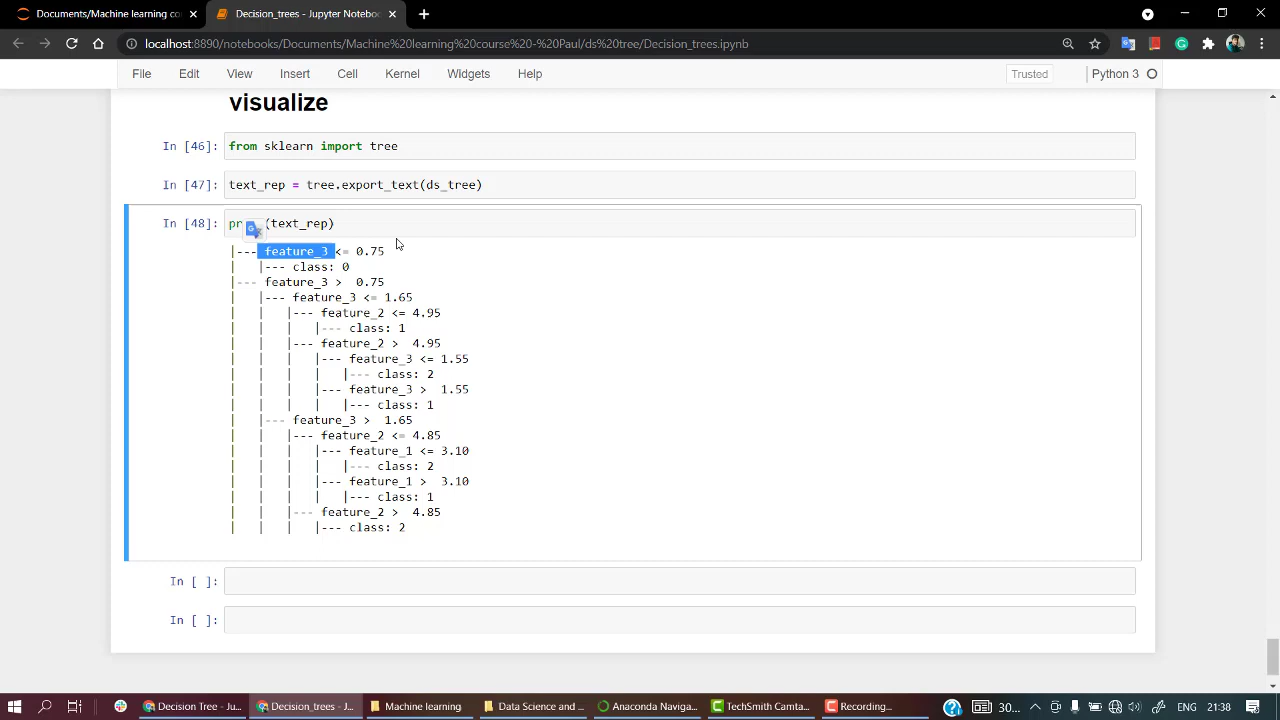 Documents/Machine learning co
Decision_trees - Jupyter Noteboo
localhost:8890/notebooks/Documents/Machine%20learning%20course%20-%20Paul/ds%20tree/Decision_trees.ipynb
File Edit View Insert Cell Kernel Widgets Help Trusted Python 3
visualize
In [46]: from sklearn import tree
In [47]: text_rep = tree.export_text(ds_tree)
In [48]: pr (text_rep)
|--- feature_3 <= 0.75
|   |--- class: 0
|--- feature_3 >  0.75
|   |--- feature_3 <= 1.65
|   |   |--- feature_2 <= 4.95
|   |   |   |--- class: 1
|   |   |--- feature_2 >  4.95
|   |   |   |--- feature_3 <= 1.55
|   |   |   |   |--- class: 2
|   |   |   |--- feature_3 >  1.55
|   |   |   |   |--- class: 1
|   |--- feature_3 >  1.65
|   |   |--- feature_2 <= 4.85
|   |   |   |--- feature_1 <= 3.10
|   |   |   |   |--- class: 2
|   |   |   |--- feature_1 >  3.10
|   |   |   |   |--- class: 1
|   |   |--- feature_2 >  4.85
|   |   |   |--- class: 2
In [ ]:
In [ ]:
Decision Tree - Ju... Decision_trees - J... Machine learning Data Science and ... Anaconda Naviga... TechSmith Camta... Recording... 30... ENG 21:38